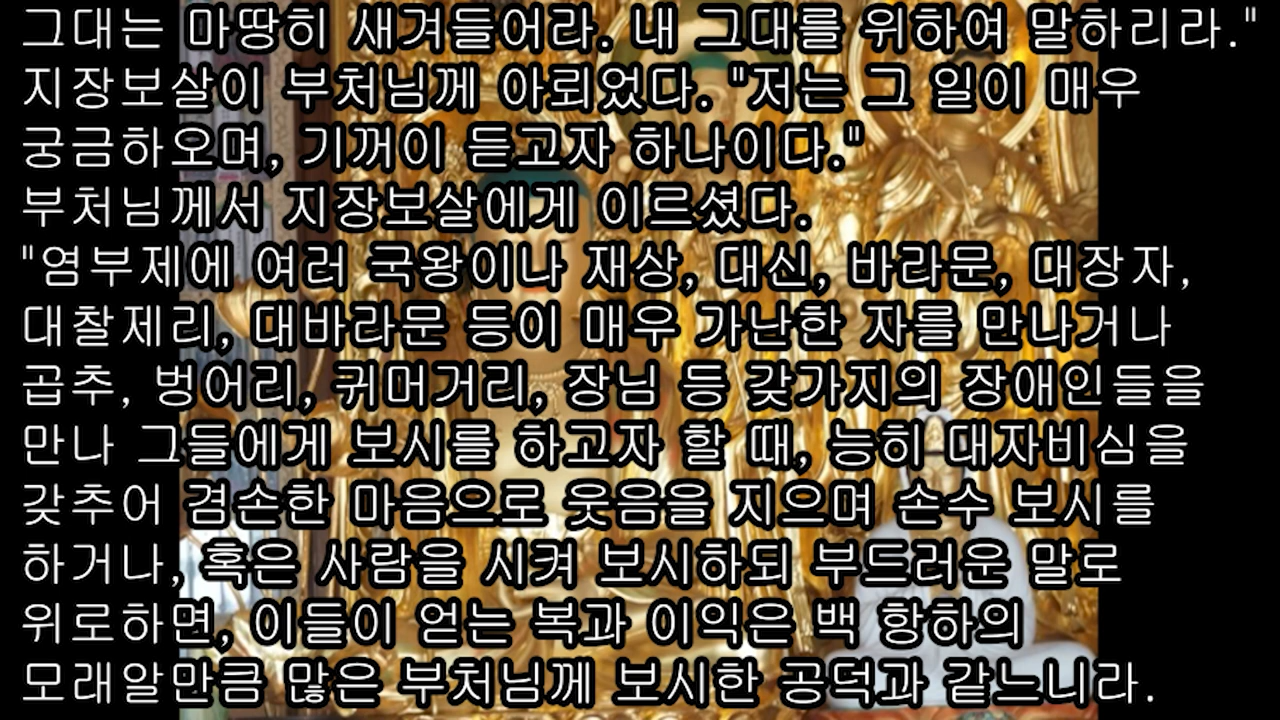 그대는 마땅히 새겨들어라. 내 그대를 위하여 말하리라."
지장보살이 부처님께 아뢰었다. "저는 그 일이 매우
궁금하오며, 기꺼이 듣고자 하나이다."
부처님께서 지장보살에게 이르셨다.
"염부제에 여러 국왕이나 재상, 대신, 바라문, 대장자,
대찰제리, 대바라문 등이 매우 가난한 자를 만나거나
곱추, 벙어리, 귀머거리, 장님 등 갖가지의 장애인들을
만나 그들에게 보시를 하고자 할 때, 능히 대자비심을
갖추어 겸손한 마음으로 웃음을 지으며 손수 보시를
하거나, 혹은 사람을 시켜 보시하되 부드러운 말로
위로하면, 이들이 얻는 복과 이익은 백 항하의
모래알만큼 많은 부처님께 보시한 공덕과 같느니라.